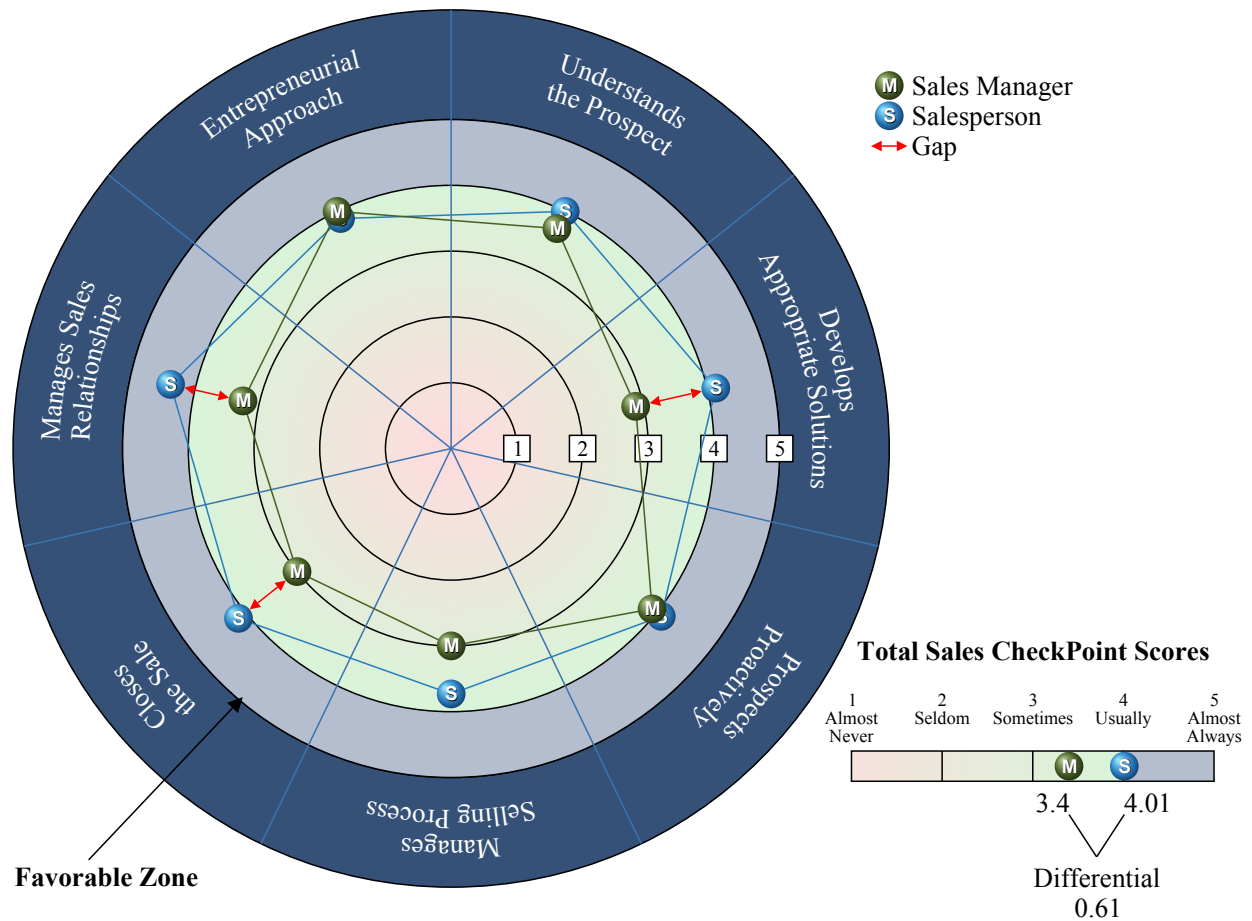 Entrepreneurial
Approach
Understands
the Prospect
M Sales Manager
S Salesperson
Gap
Develops
Appropriate Solutions
Manages Sales
Relationships
M
S
S
M
S
M
M
S
1
2
3
4
5
M
S
M
S
M
S
M
S
Closes
the Sale
Prospects
Proactively
Manages
Selling Process
Favorable Zone
Total Sales CheckPoint Scores
1 2 3 4 5
Almost Never
Seldom
Sometimes
Usually
Almost Always
M S
3.4 4.01
Differential
0.61